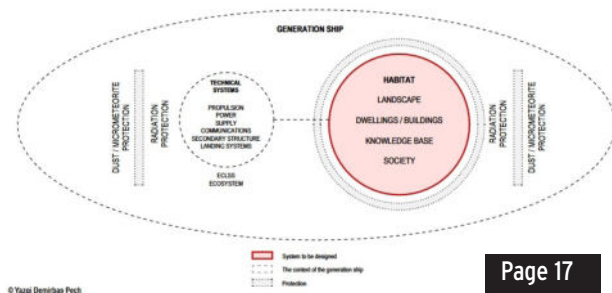 GENERATION SHIP
DUST / MICROMETEORITE
PROTECTION
RADIATION
PROTECTION
TECHNICAL
SYSTEMS
PROPULSION
POWER
SUPPLY
COMMUNICATIONS
SECONDARY STRUCTURE
LANDING SYSTEMS
ECLSS
ECOSYSTEM
HABITAT
LANDSCAPE
DWELLINGS / BUILDINGS
KNOWLEDGE BASE
SOCIETY
RADIATION
PROTECTION
DUST / MICROMETEORITE
PROTECTION
System to be designed
The context of the generation ship
Protection
© Yazgi Demirbas Pech
Page 17